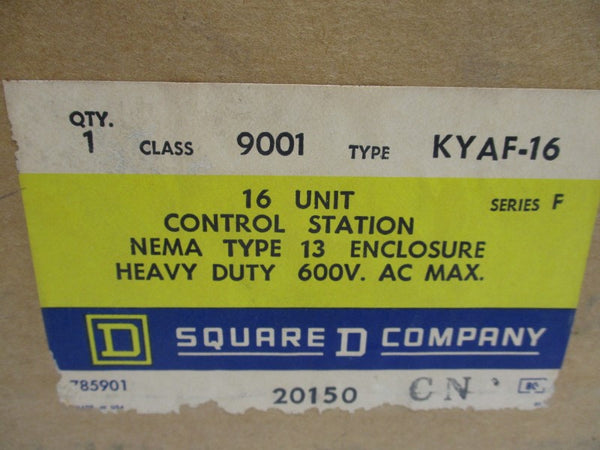 QTY.
1 CLASS 9001 TYPE KYAF-16
16 UNIT SERIES F
CONTROL STATION
NEMA TYPE 13 ENCLOSURE
HEAVY DUTY 600V. AC MAX.
D SQUARE D COMPANY
785901 20150 CN